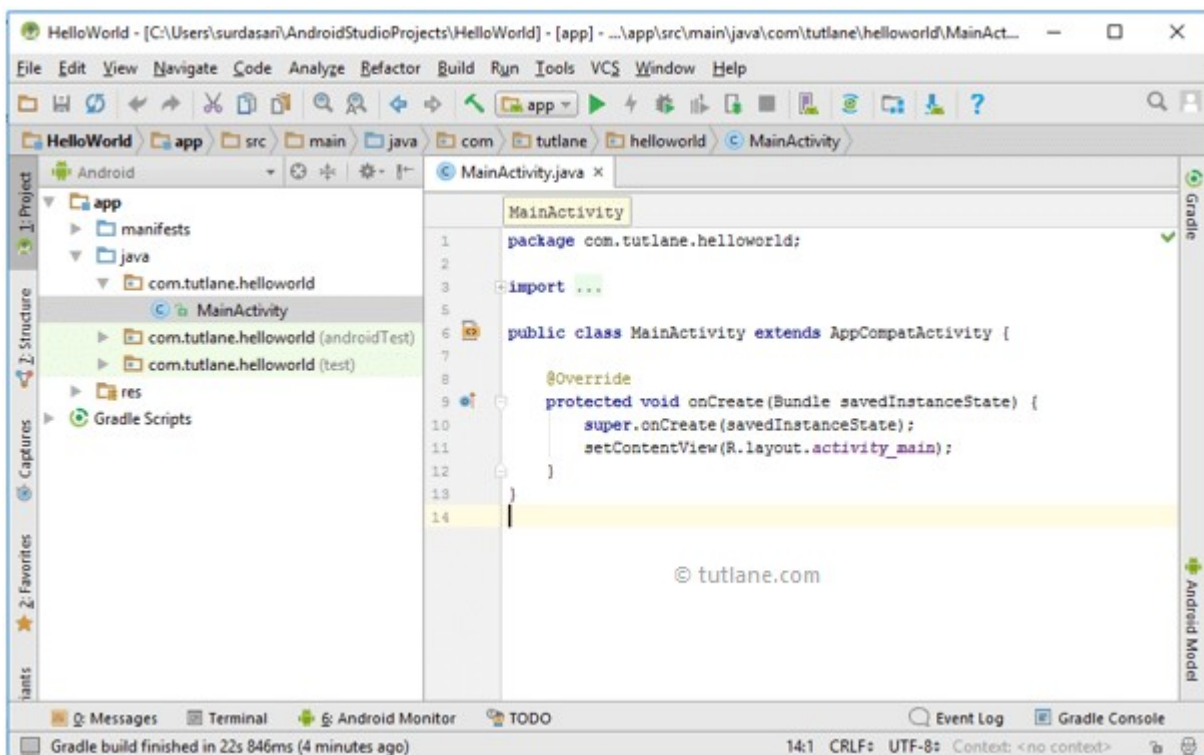 HelloWorld - [C:\Users\surdasari\AndroidStudioProjects\HelloWorld] - [app] - ...\app\src\main\java\com\tutlane\helloworld\MainAct...
File Edit View Navigate Code Analyze Refactor Build Run Tools VCS Window Help
app
HelloWorld app src main java com tutlane helloworld MainActivity
1: Project
2: Structure
Captures
2: Favorites
iants
Android
app
manifests
java
com.tutlane.helloworld
MainActivity
com.tutlane.helloworld (androidTest)
com.tutlane.helloworld (test)
res
Gradle Scripts
MainActivity.java
MainActivity
1 package com.tutlane.helloworld;
2
3 import ...
5
6 public class MainActivity extends AppCompatActivity {
7
8 @Override
9 protected void onCreate(Bundle savedInstanceState) {
10 super.onCreate(savedInstanceState);
11 setContentView(R.layout.activity_main);
12 }
13 }
14
© tutlane.com
Gradle
Android Model
0: Messages Terminal 6: Android Monitor TODO Event Log Gradle Console
Gradle build finished in 22s 846ms (4 minutes ago) 14:1 CRLF UTF-8 Context: <no context>